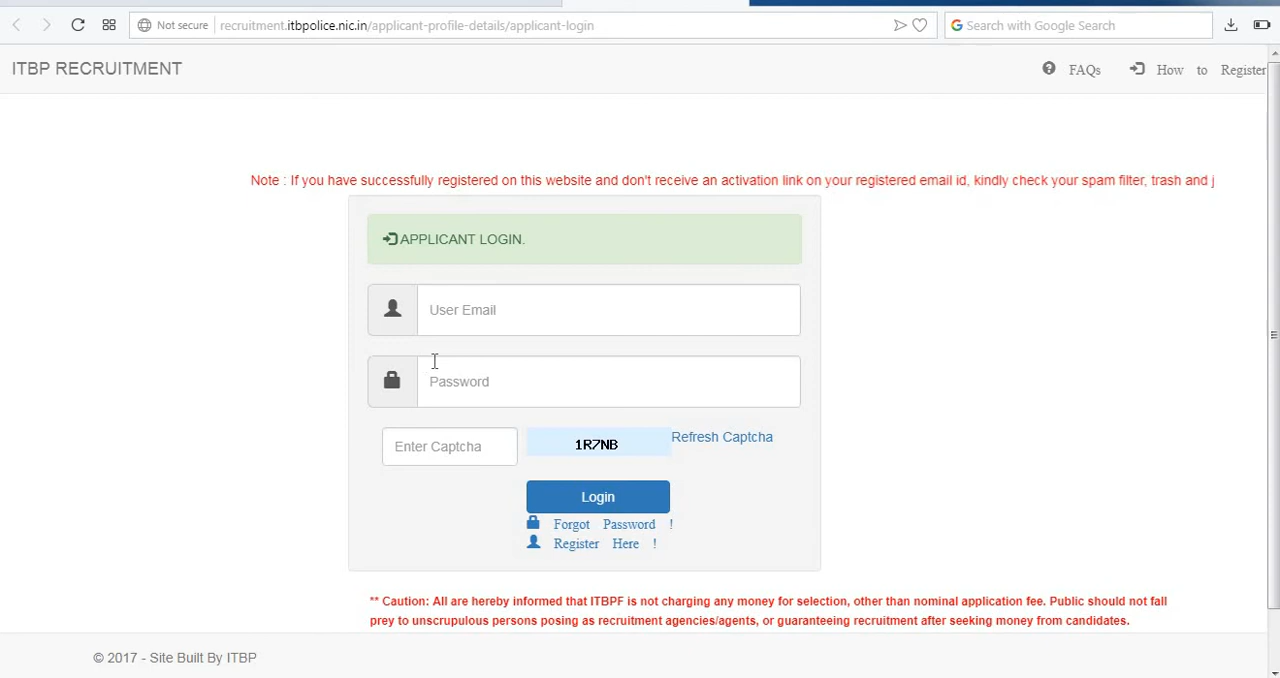 Not secure recruitment.itbpolice.nic.in/applicant-profile-details/applicant-login Search with Google Search
ITBP RECRUITMENT FAQs How to Register
Note : If you have successfully registered on this website and don't receive an activation link on your registered email id, kindly check your spam filter, trash and j
APPLICANT LOGIN.
User Email
Password
Enter Captcha 1R7NB Refresh Captcha
Login
Forgot Password !
Register Here !
** Caution: All are hereby informed that ITBPF is not charging any money for selection, other than nominal application fee. Public should not fall
prey to unscrupulous persons posing as recruitment agencies/agents, or guaranteeing recruitment after seeking money from candidates.
© 2017 - Site Built By ITBP